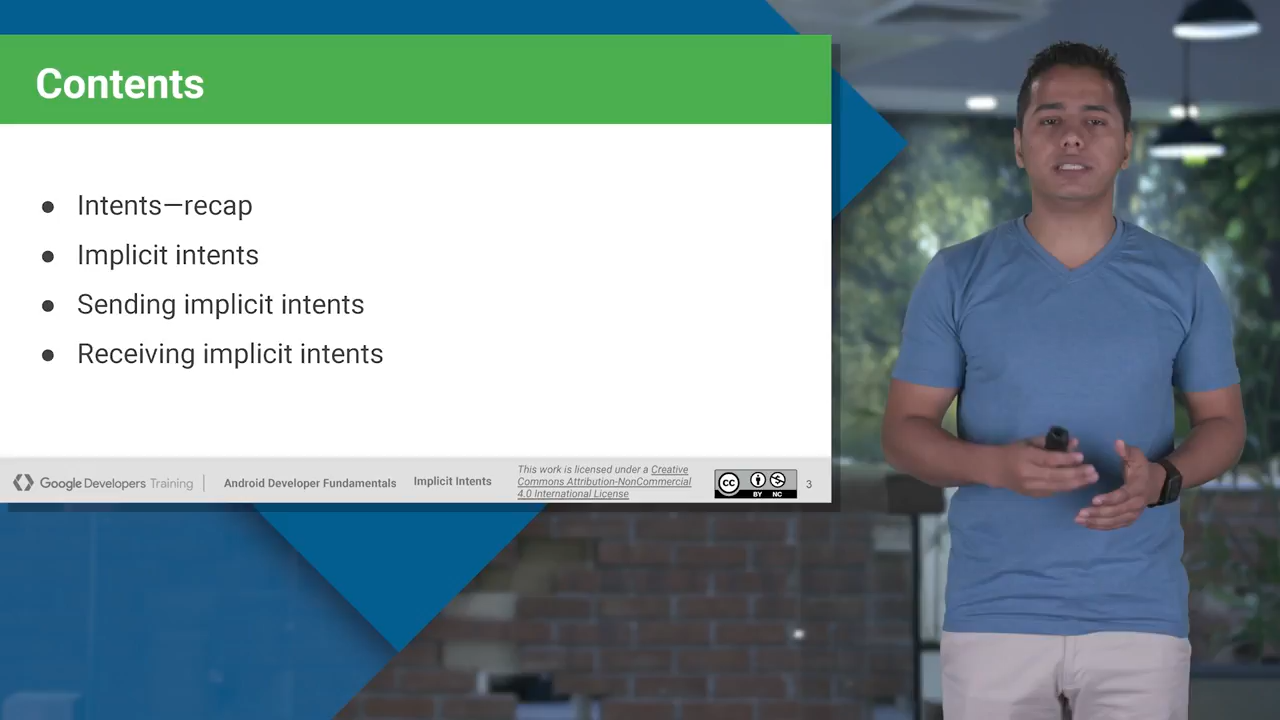 Contents
● Intents—recap
● Implicit intents
● Sending implicit intents
● Receiving implicit intents
Google Developers Training
Android Developer Fundamentals
Implicit Intents
This work is licensed under a Creative
Commons Attribution-NonCommercial
4.0 International License
CC BY NC
3